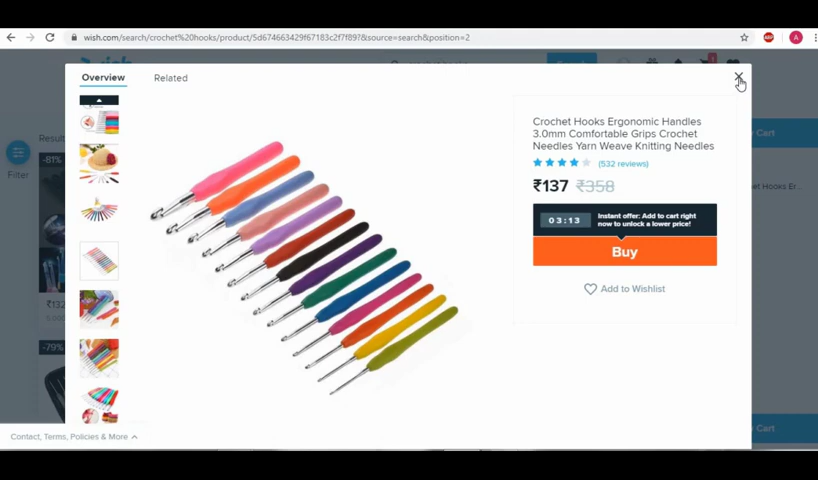 wish.com/search/crochet%20hooks/product/5d674663429f67183c2f7f89?&source=search&position=2
Overview
Related
Crochet Hooks Ergonomic Handles
3.0mm Comfortable Grips Crochet
Needles Yarn Weave Knitting Needles
(532 reviews)
₹137 ₹358
03:13
Instant offer: Add to cart right
now to unlock a lower price!
Buy
Add to Wishlist
Filter
-81%
-79%
Cart
Cart
Contact, Terms, Policies & More
A